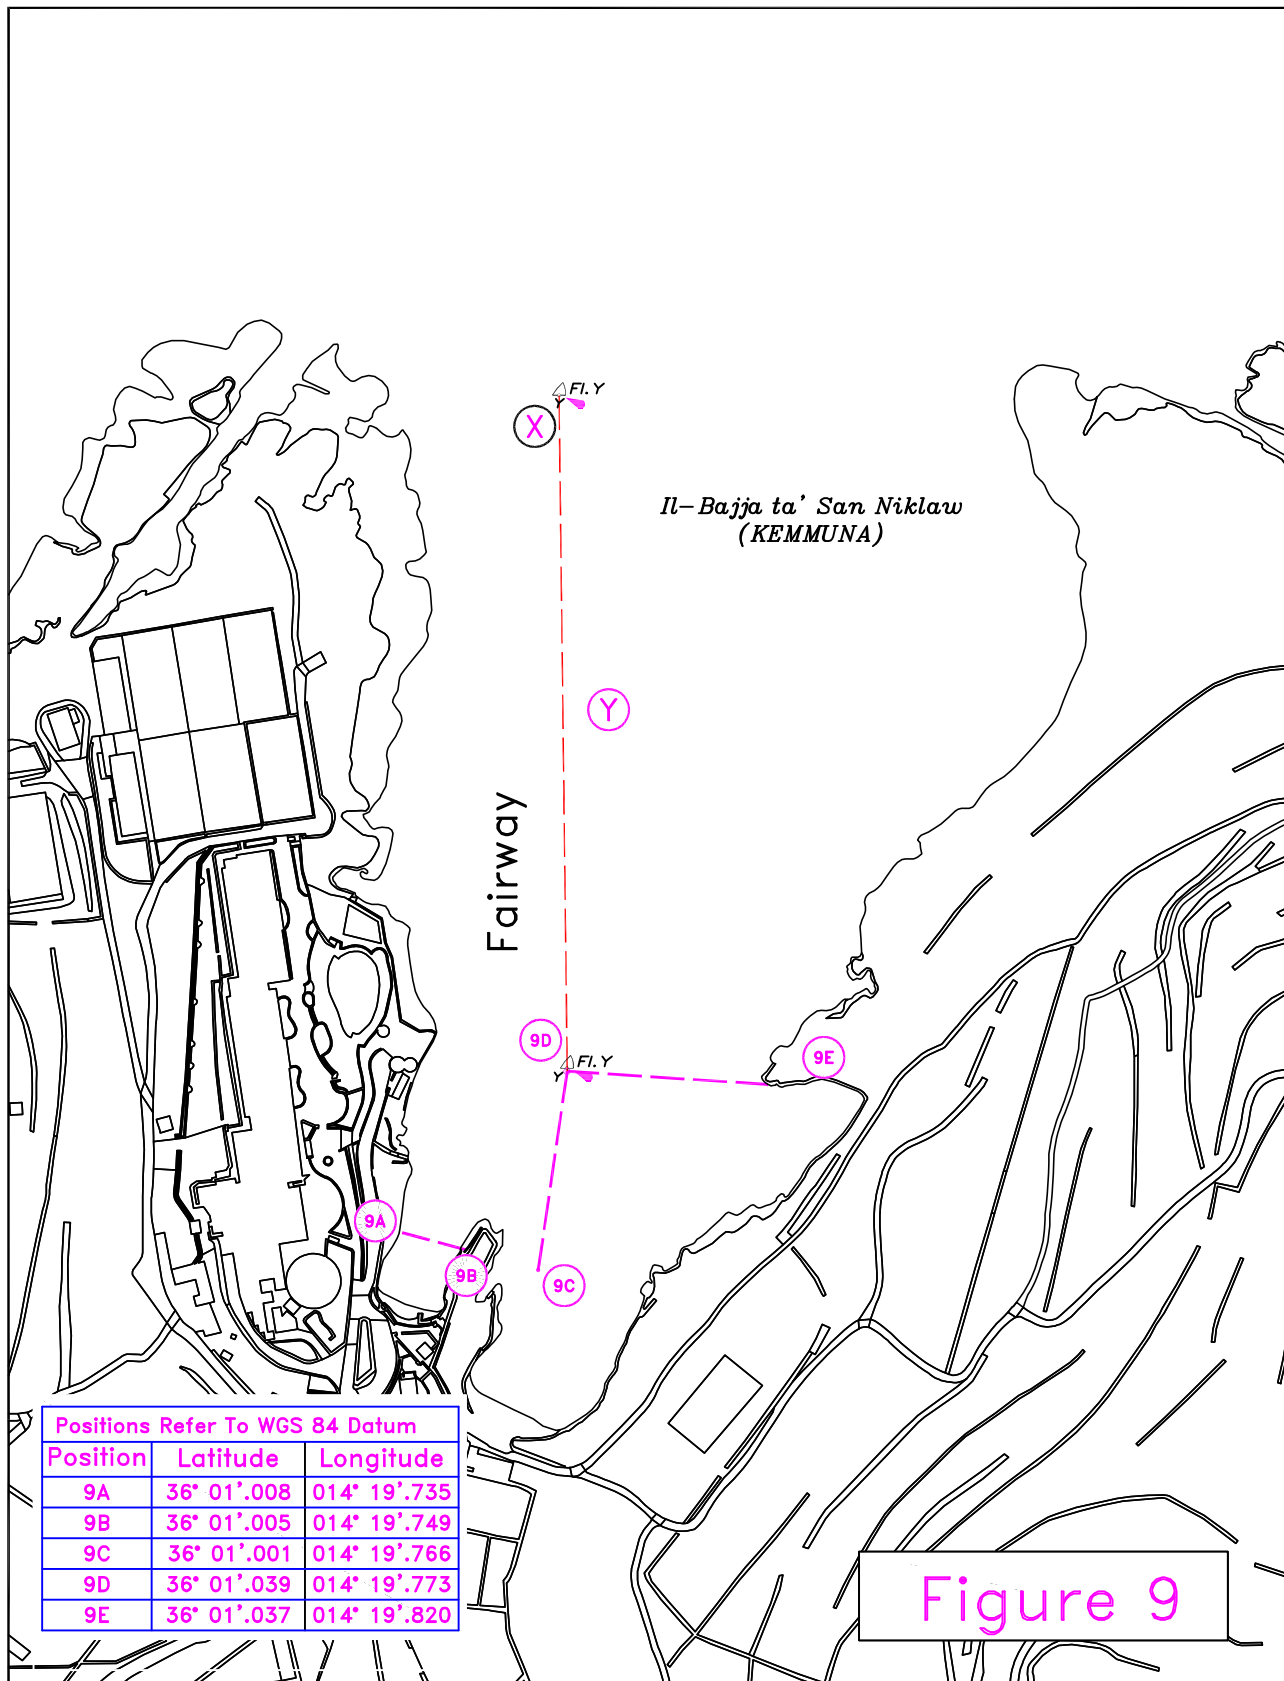 Fl.Y
Y
X
Il-Bajja ta' San Niklaw
(KEMMUNA)
Y
Fairway
9D
Fl.Y
Y
9E
9A
9B
9C
Positions Refer To WGS 84 Datum
Position Latitude Longitude
9A 36° 01'.008 014° 19'.735
9B 36° 01'.005 014° 19'.749
9C 36° 01'.001 014° 19'.766
9D 36° 01'.039 014° 19'.773
9E 36° 01'.037 014° 19'.820
Figure 9